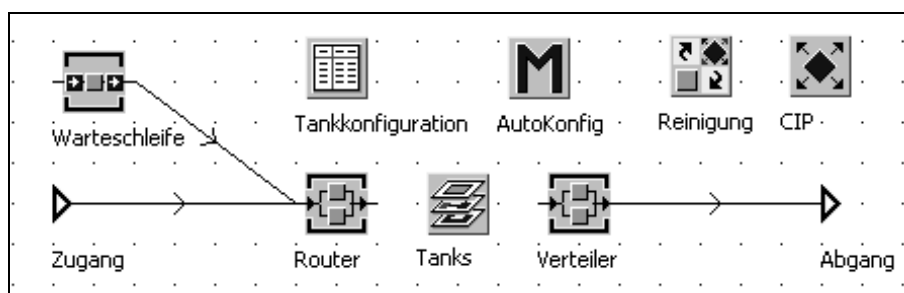 Warteschleife
Tankkonfiguration
AutoKonfig
Reinigung
CIP
Zugang
Router
Tanks
Verteiler
Abgang